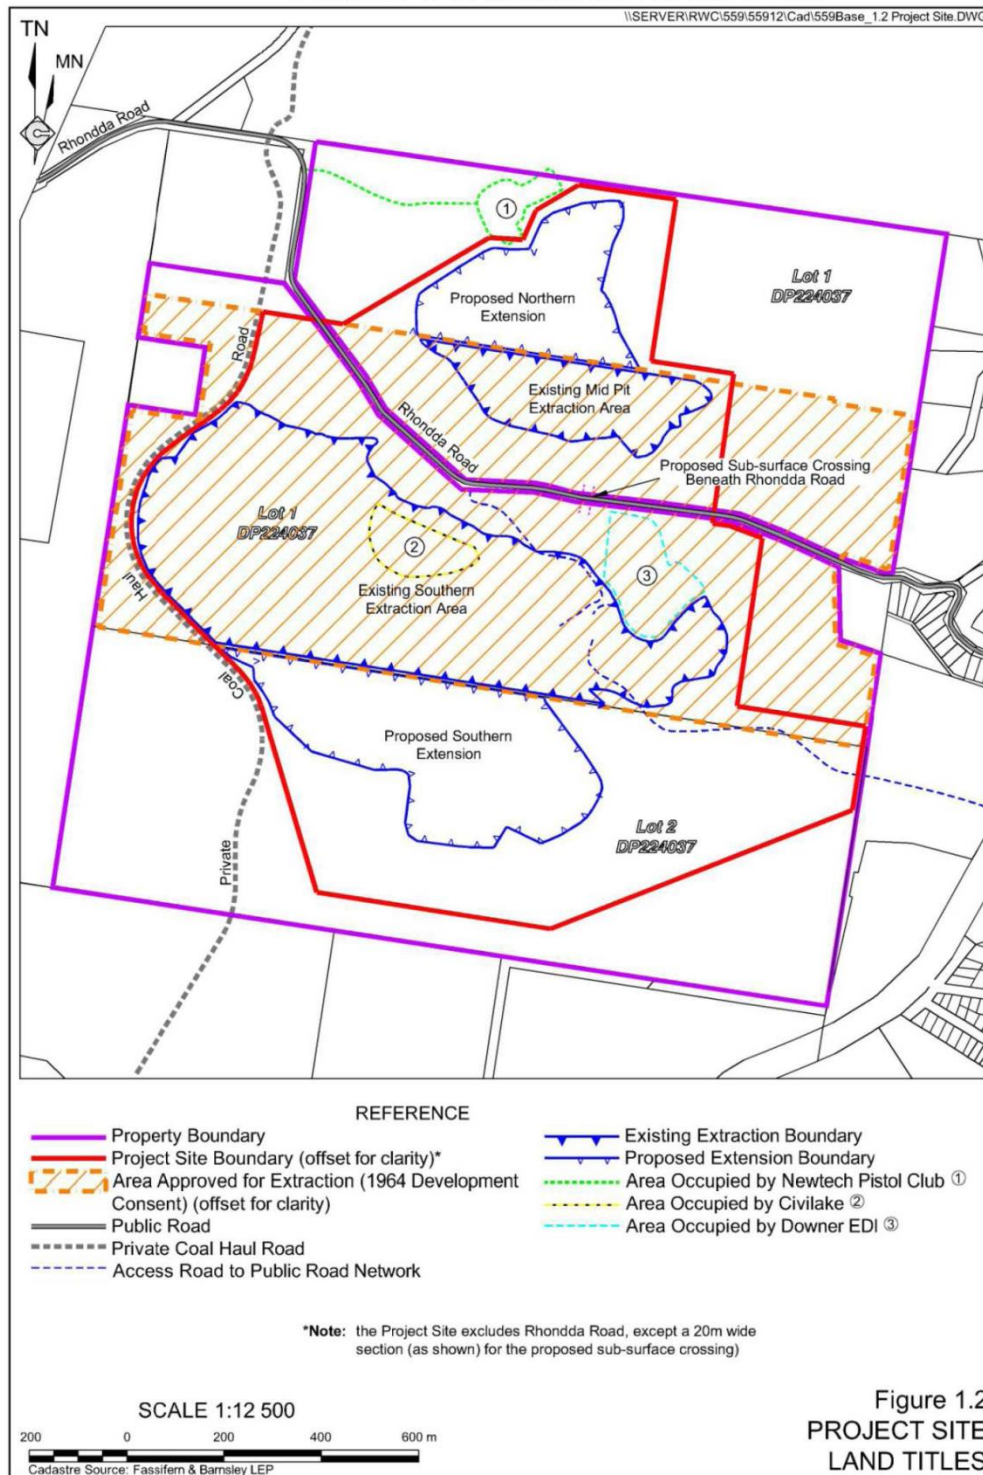 \\SERVER\RWC\559\55912\Cad\559Base_1.2 Project Site.DWG
TN
MN
Rhondda Road
①
Lot 1
DP224037
Proposed Northern
Extension
Road
Existing Mid Pit
Extraction Area
Rhondda Road
Proposed Sub-surface Crossing
Beneath Rhondda Road
Lot 1
DP224037
②
③
Existing Southern
Extraction Area
Haul
Coal
Proposed Southern
Extension
Lot 2
DP224037
Private
REFERENCE
Property Boundary
Project Site Boundary (offset for clarity)*
Area Approved for Extraction (1964 Development
Consent) (offset for clarity)
Public Road
Private Coal Haul Road
Access Road to Public Road Network
Existing Extraction Boundary
Proposed Extension Boundary
Area Occupied by Newtech Pistol Club ①
Area Occupied by Civilake ②
Area Occupied by Downer EDI ③
*Note: the Project Site excludes Rhondda Road, except a 20m wide
section (as shown) for the proposed sub-surface crossing)
SCALE 1:12 500
200 0 200 400 600 m
Cadastre Source: Fassifern & Barnsley LEP
Figure 1.2
PROJECT SITE
LAND TITLES